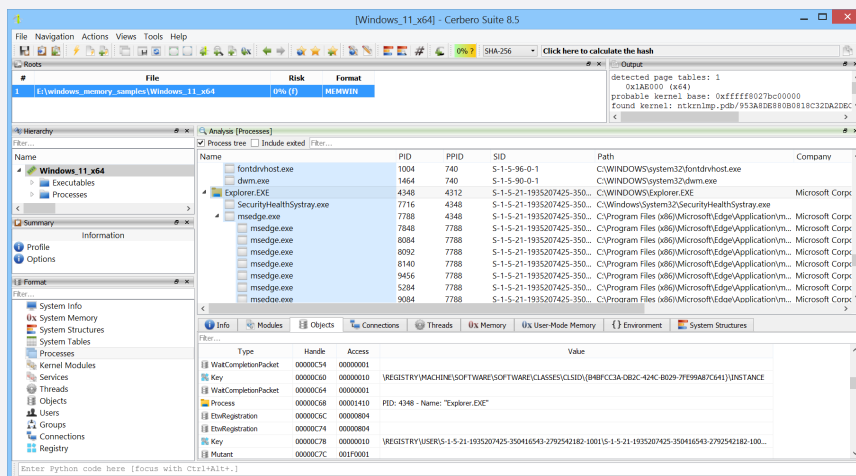 [Windows_11_x64] - Cerbero Suite 8.5
File Navigation Actions Views Tools Help
0% ? SHA-256 Click here to calculate the hash
Roots
# File Risk Format
1 E:\windows_memory_samples\Windows_11_x64 0% (f) MEMWIN
Output
detected page tables: 1
0x1AE000 (x64)
probable kernel base: 0xfffff8027bc00000
found kernel: ntkrnlmp.pdb/953A8DE880B0818C32DA2DEC
Hierarchy
Filter...
Name
Windows_11_x64
Executables
Processes
Summary
Information
Profile
Options
Format
Filter...
System Info
System Memory
System Structures
System Tables
Processes
Kernel Modules
Services
Threads
Objects
Users
Groups
Connections
Registry
Analysis [Processes]
Process tree Include exited Filter...
Name PID PPID SID Path Company
fontdrvhost.exe 1004 740 S-1-5-96-0-1 C:\WINDOWS\system32\fontdrvhost.exe
dwm.exe 1464 740 S-1-5-90-0-1 C:\WINDOWS\system32\dwm.exe
Explorer.EXE 4348 4312 S-1-5-21-1935207425-350... C:\WINDOWS\Explorer.EXE Microsoft Corpo
SecurityHealthSystray.exe 7716 4348 S-1-5-21-1935207425-350... C:\Windows\System32\SecurityHealthSystray.exe Microsoft Corpo
msedge.exe 7788 4348 S-1-5-21-1935207425-350... C:\Program Files (x86)\Microsoft\Edge\Application\m... Microsoft Corpo
msedge.exe 7848 7788 S-1-5-21-1935207425-350... C:\Program Files (x86)\Microsoft\Edge\Application\m... Microsoft Corpo
msedge.exe 8084 7788 S-1-5-21-1935207425-350... C:\Program Files (x86)\Microsoft\Edge\Application\m... Microsoft Corpo
msedge.exe 8092 7788 S-1-5-21-1935207425-350... C:\Program Files (x86)\Microsoft\Edge\Application\m... Microsoft Corpo
msedge.exe 8140 7788 S-1-5-21-1935207425-350... C:\Program Files (x86)\Microsoft\Edge\Application\m... Microsoft Corpo
msedge.exe 9456 7788 S-1-5-21-1935207425-350... C:\Program Files (x86)\Microsoft\Edge\Application\m... Microsoft Corpo
msedge.exe 5284 7788 S-1-5-21-1935207425-350... C:\Program Files (x86)\Microsoft\Edge\Application\m... Microsoft Corpo
msedge.exe 9084 7788 S-1-5-21-1935207425-350... C:\Program Files (x86)\Microsoft\Edge\Application\m... Microsoft Corpo
Info Modules Objects Connections Threads 0x Memory 0x User-Mode Memory {} Environment System Structures
Filter...
Type Handle Access Value
WaitCompletionPacket 00000C54 00000001
Key 00000C60 00000010 \REGISTRY\MACHINE\SOFTWARE\SOFTWARE\CLASSES\CLSID\{B4BFCC3A-DB2C-424C-B029-7FE99A87C641}\INSTANCE
WaitCompletionPacket 00000C64 00000001
Process 00000C68 00001410 PID: 4348 - Name: "Explorer.EXE"
EtwRegistration 00000C6C 00000804
EtwRegistration 00000C74 00000804
Key 00000C78 00000010 \REGISTRY\USER\S-1-5-21-1935207425-350416543-2792542182-1001\S-1-5-21-1935207425-350416543-2792542182-100...
Mutant 00000C7C 001F0001
Enter Python code here [focus with Ctrl+Alt+.]